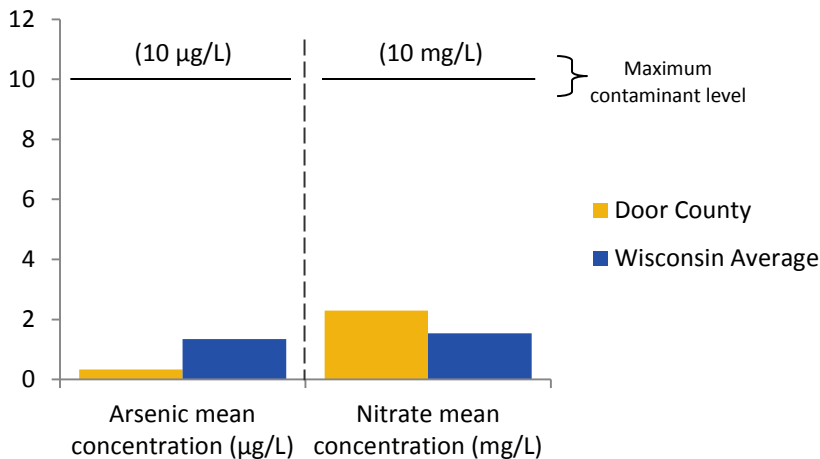 12
10
8
6
4
2
0
(10 µg/L)
(10 mg/L)
Maximum
contaminant level
Door County
Wisconsin Average
Arsenic mean
concentration (µg/L)
Nitrate mean
concentration (mg/L)